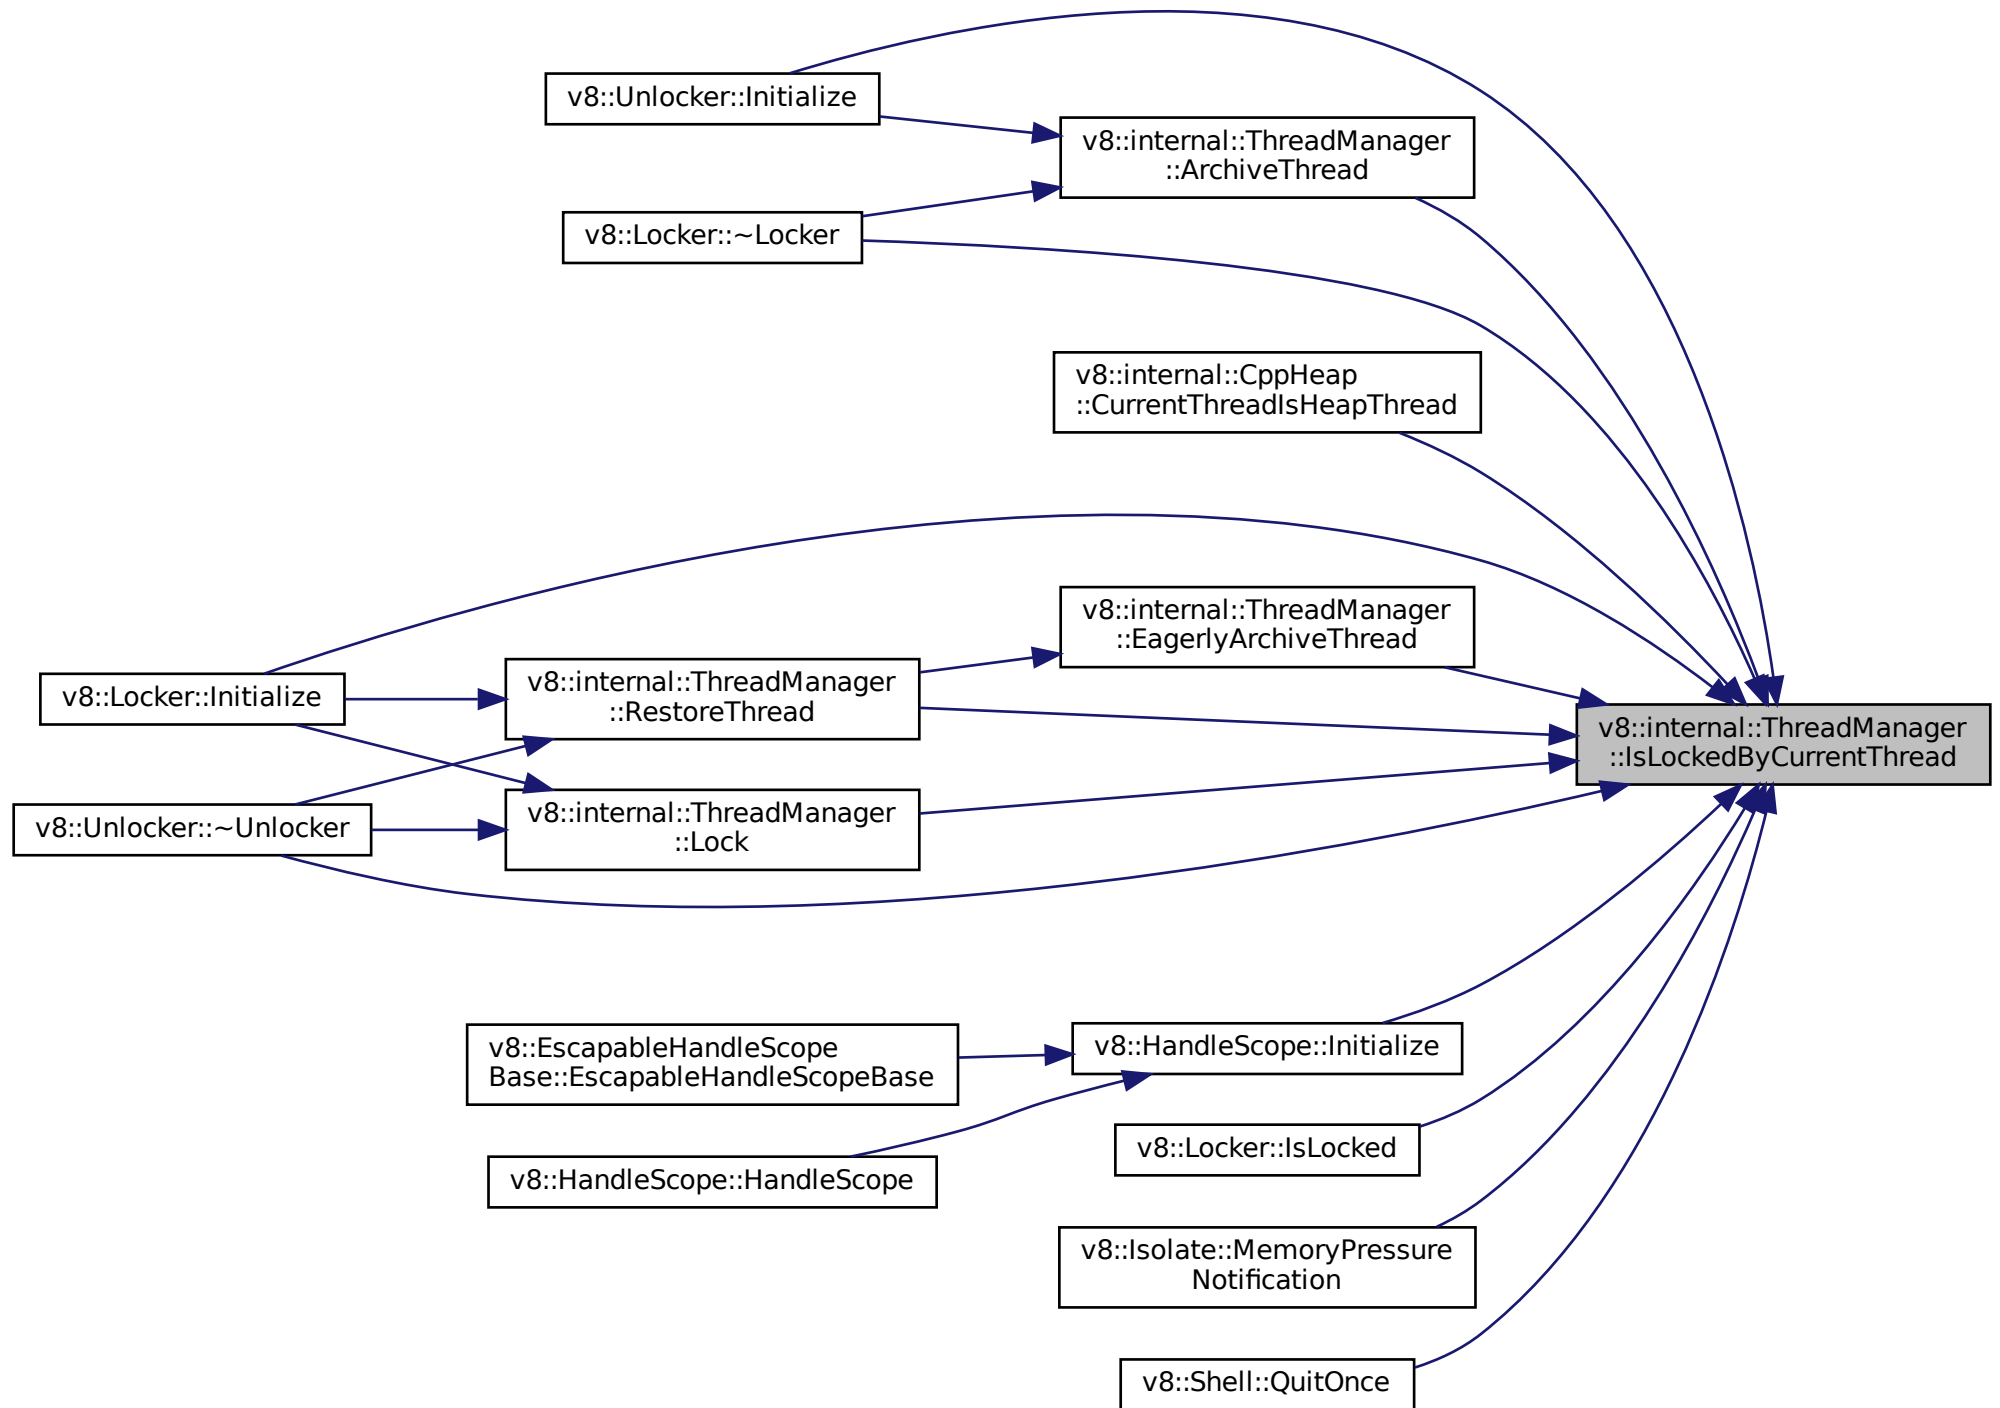 v8::Unlocker::Initialize
v8::internal::ThreadManager
::ArchiveThread
v8::Locker::~Locker
v8::internal::CppHeap
::CurrentThreadIsHeapThread
v8::internal::ThreadManager
::EagerlyArchiveThread
v8::Locker::Initialize
v8::internal::ThreadManager
::RestoreThread
v8::internal::ThreadManager
::IsLockedByCurrentThread
v8::Unlocker::~Unlocker
v8::internal::ThreadManager
::Lock
v8::EscapableHandleScope
Base::EscapableHandleScopeBase
v8::HandleScope::Initialize
v8::Locker::IsLocked
v8::HandleScope::HandleScope
v8::Isolate::MemoryPressure
Notification
v8::Shell::QuitOnce